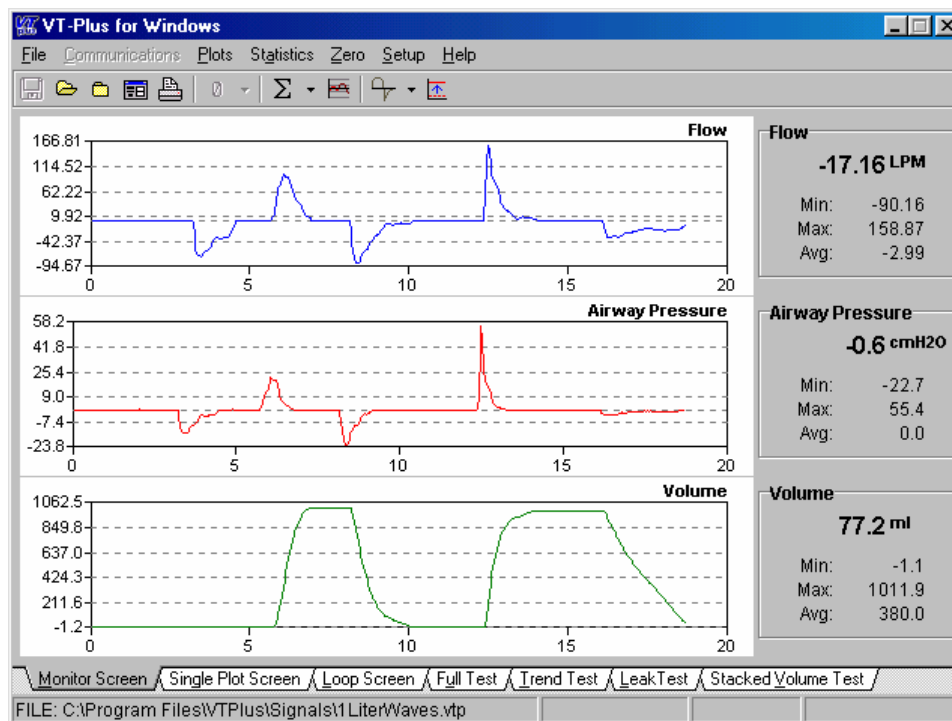 VT-Plus for Windows
File Communications Plots Statistics Zero Setup Help
0 Σ
Flow
166.81
114.52
62.22
9.92
-42.37
-94.67
0 5 10 15 20
Flow
-17.16 LPM
Min: -90.16
Max: 158.87
Avg: -2.99
Airway Pressure
58.2
41.8
25.4
9.0
-7.4
-23.8
0 5 10 15 20
Airway Pressure
-0.6 cmH2O
Min: -22.7
Max: 55.4
Avg: 0.0
Volume
1062.5
849.8
637.0
424.3
211.6
-1.2
0 5 10 15 20
Volume
77.2 ml
Min: -1.1
Max: 1011.9
Avg: 380.0
Monitor Screen Single Plot Screen Loop Screen Full Test Trend Test LeakTest Stacked Volume Test
FILE: C:\Program Files\VTPlus\Signals\1LiterWaves.vtp